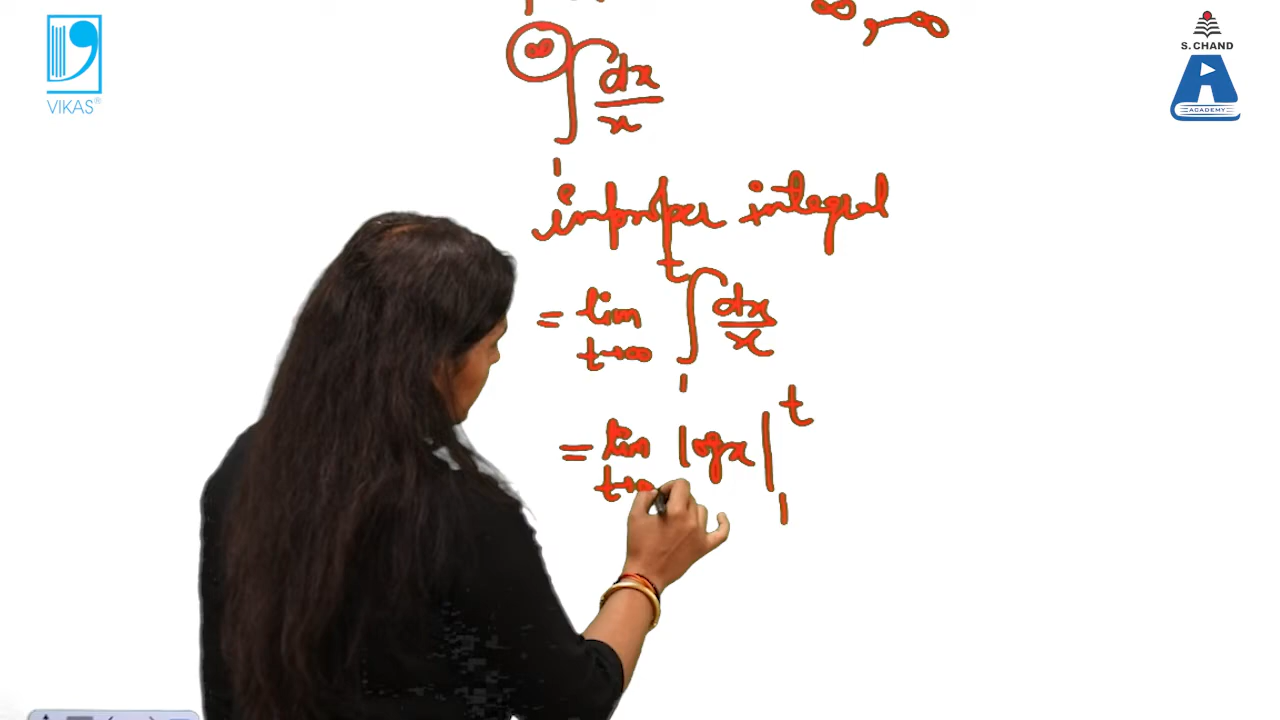 VIKAS®
S. CHAND
ACADEMY
∞, ∞
∞∫1 dx/x
improper integral
= lim t→∞ ∫1 t dx/x
= lim t→∞ log x | t 1